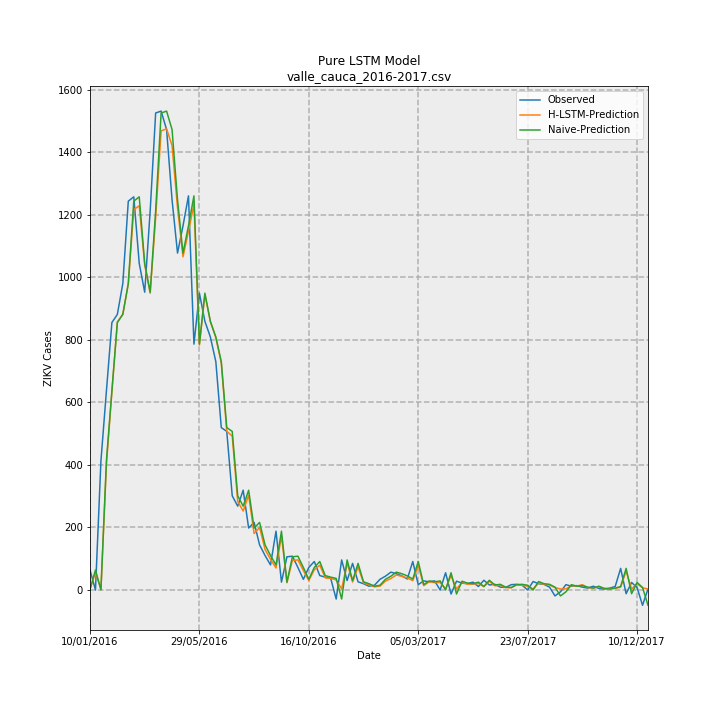 Pure LSTM Model
valle_cauca_2016-2017.csv
Observed
H-LSTM-Prediction
Naive-Prediction
ZIKV Cases
1600
1400
1200
1000
800
600
400
200
0
10/01/2016 29/05/2016 16/10/2016 05/03/2017 23/07/2017 10/12/2017
Date